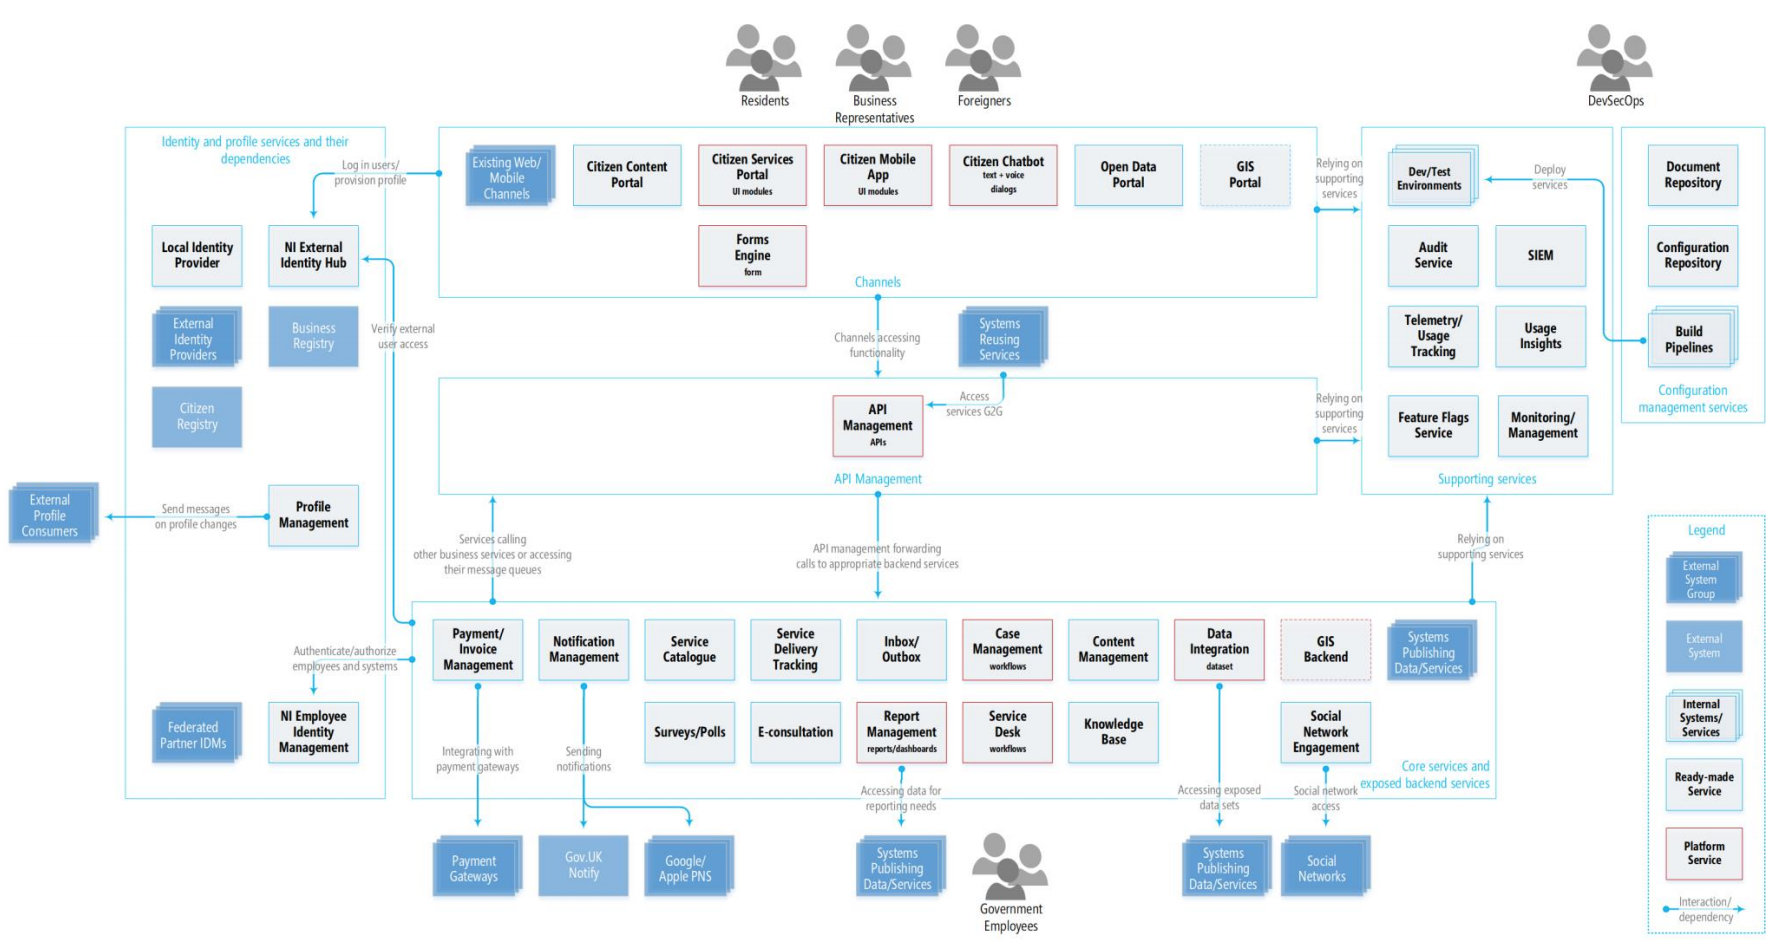 Residents
Business
Representatives
Foreigners
DevSecOps
Identity and profile services and their
dependencies
Log in users/
provision profile
Local Identity
Provider
NI External
Identity Hub
External
Identity
Providers
Business
Registry
Verify external
user access
Citizen
Registry
External
Profile
Consumers
Send messages
on profile changes
Profile
Management
Authenticate/authorize
employees and systems
Federated
Partner IDMs
NI Employee
Identity
Management
Existing Web/
Mobile
Channels
Citizen Content
Portal
Citizen Services
Portal
UI modules
Citizen Mobile
App
UI modules
Citizen Chatbot
text + voice
dialogs
Open Data
Portal
GIS
Portal
Forms
Engine
form
Channels
Relying on
supporting
services
Channels accessing
functionality
Systems
Reusing
Services
Access
services G2G
API
Management
APIs
API Management
Relying on
supporting
services
Dev/Test
Environments
Deploy
services
Audit
Service
SIEM
Telemetry/
Usage
Tracking
Usage
Insights
Feature Flags
Service
Monitoring/
Management
Supporting services
Document
Repository
Configuration
Repository
Build
Pipelines
Configuration
management services
Services calling
other business services or accessing
their message queues
API management forwarding
calls to appropriate backend services
Relying on
supporting services
Payment/
Invoice
Management
Notification
Management
Service
Catalogue
Service
Delivery
Tracking
Inbox/
Outbox
Case
Management
workflows
Content
Management
Data
Integration
dataset
GIS
Backend
Systems
Publishing
Data/Services
Surveys/Polls
E-consultation
Report
Management
reports/dashboards
Service
Desk
workflows
Knowledge
Base
Social
Network
Engagement
Core services and
exposed backend services
Integrating with
payment gateways
Sending
notifications
Accessing data for
reporting needs
Accessing exposed
data sets
Social network
access
Payment
Gateways
Gov.UK
Notify
Google/
Apple PNS
Systems
Publishing
Data/Services
Government
Employees
Systems
Publishing
Data/Services
Social
Networks
Legend
External
System
Group
External
System
Internal
Systems/
Services
Ready-made
Service
Platform
Service
Interaction/
dependency